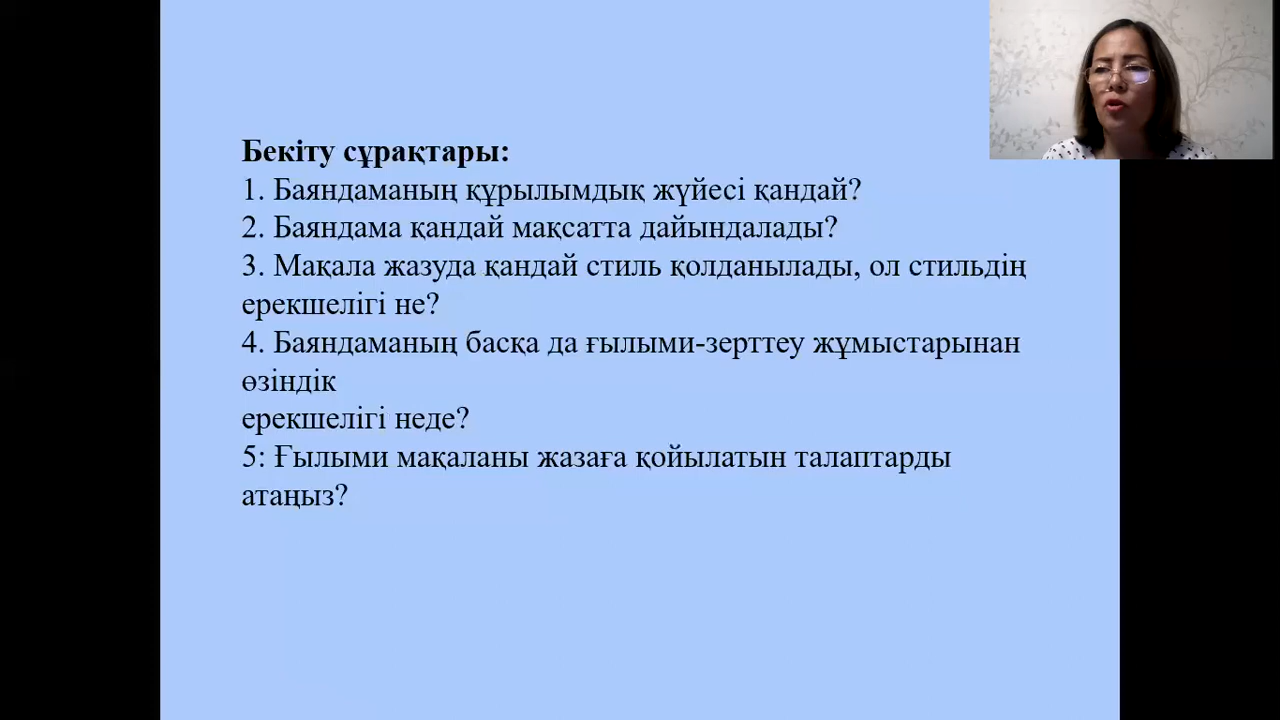 Бекіту сұрақтары:
1. Баяндаманың құрылымдық жүйесі қандай?
2. Баяндама қандай мақсатта дайындалады?
3. Мақала жазуда қандай стиль қолданылады, ол стильдің
ерекшелігі не?
4. Баяндаманың басқа да ғылыми-зерттеу жұмыстарынан
өзіндік
ерекшелігі неде?
5: Ғылыми мақаланы жазаға қойылатын талаптарды
атаңыз?